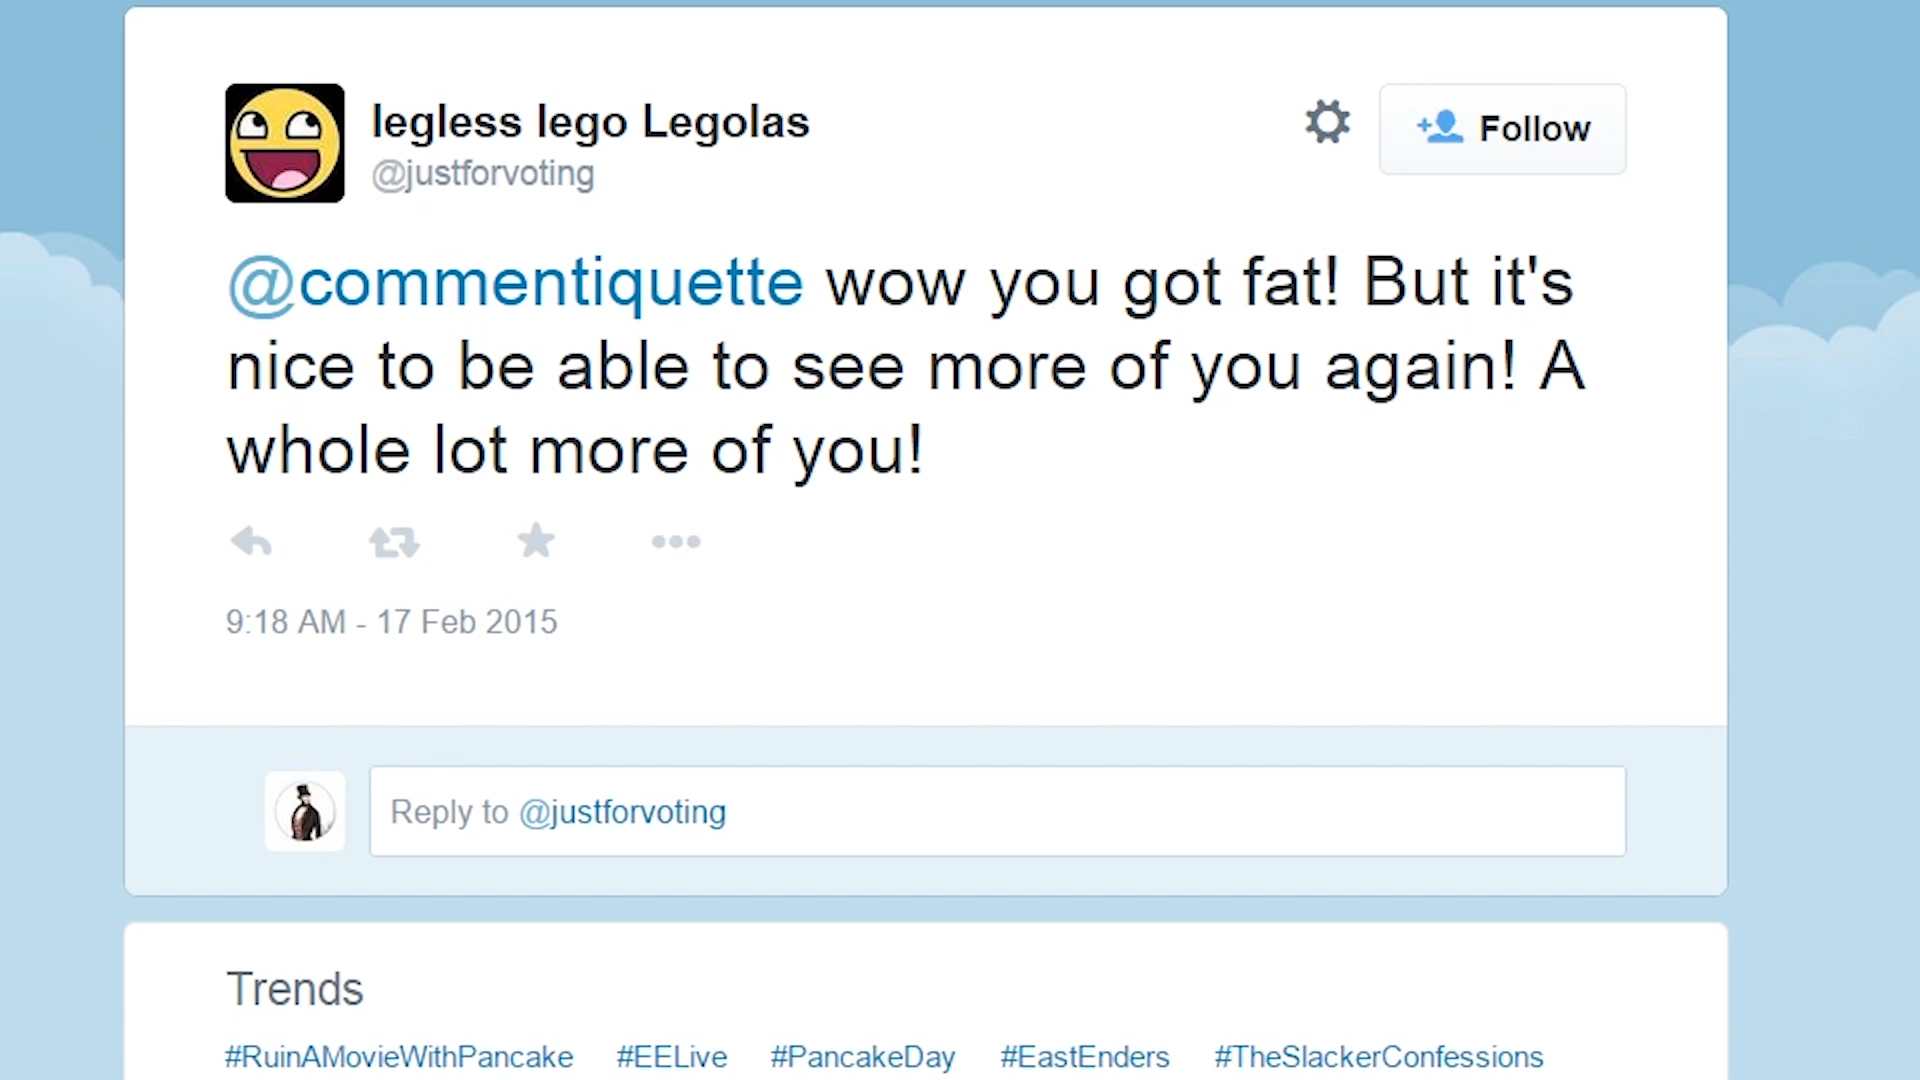 legless lego Legolas
@justforvoting
Follow
@commentiquette wow you got fat! But it's
nice to be able to see more of you again! A
whole lot more of you!
9:18 AM - 17 Feb 2015
Reply to @justforvoting
Trends
#RuinAMovieWithPancake #EELive #PancakeDay #EastEnders #TheSlackerConfessions